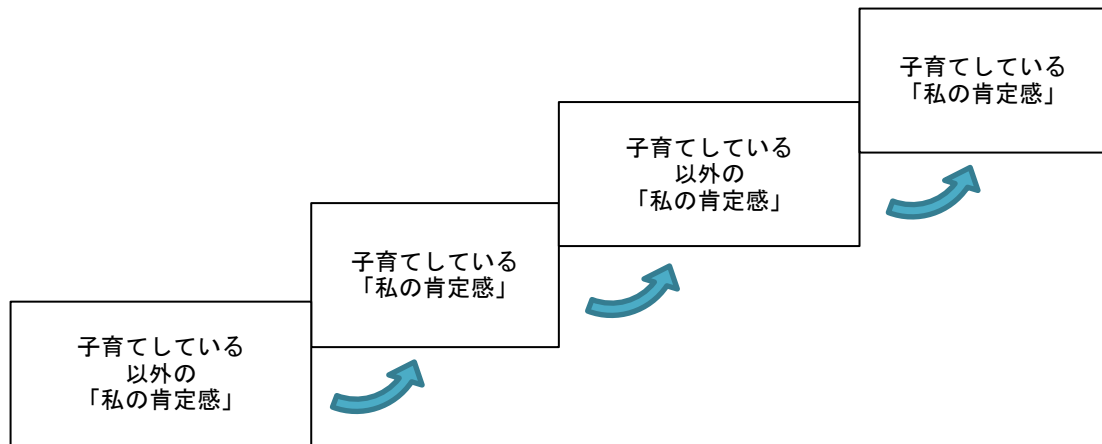 子育てしている
「私の肯定感」
子育てしている
以外の
「私の肯定感」
子育てしている
「私の肯定感」
子育てしている
以外の
「私の肯定感」